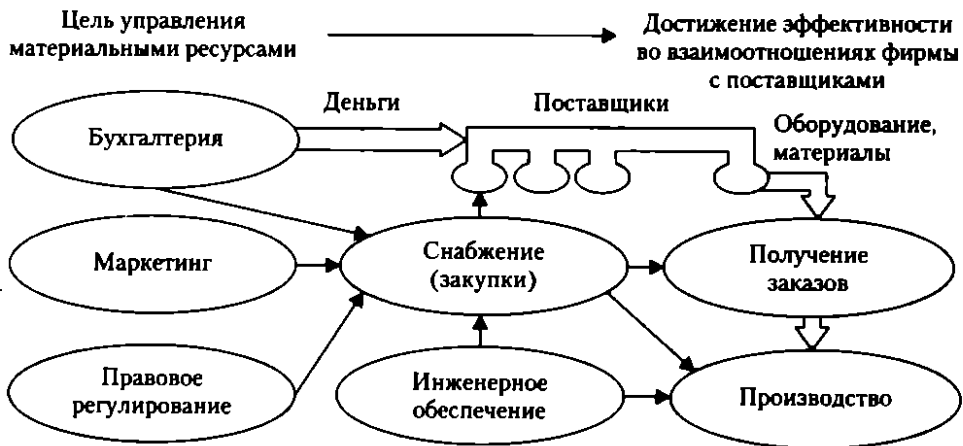 Цель управления
материальными ресурсами
Достижение эффективности
во взаимоотношениях фирмы
с поставщиками
Деньги
Поставщики
Оборудование,
материалы
Бухгалтерия
Маркетинг
Снабжение
(закупки)
Получение
заказов
Правовое
регулирование
Инженерное
обеспечение
Производство